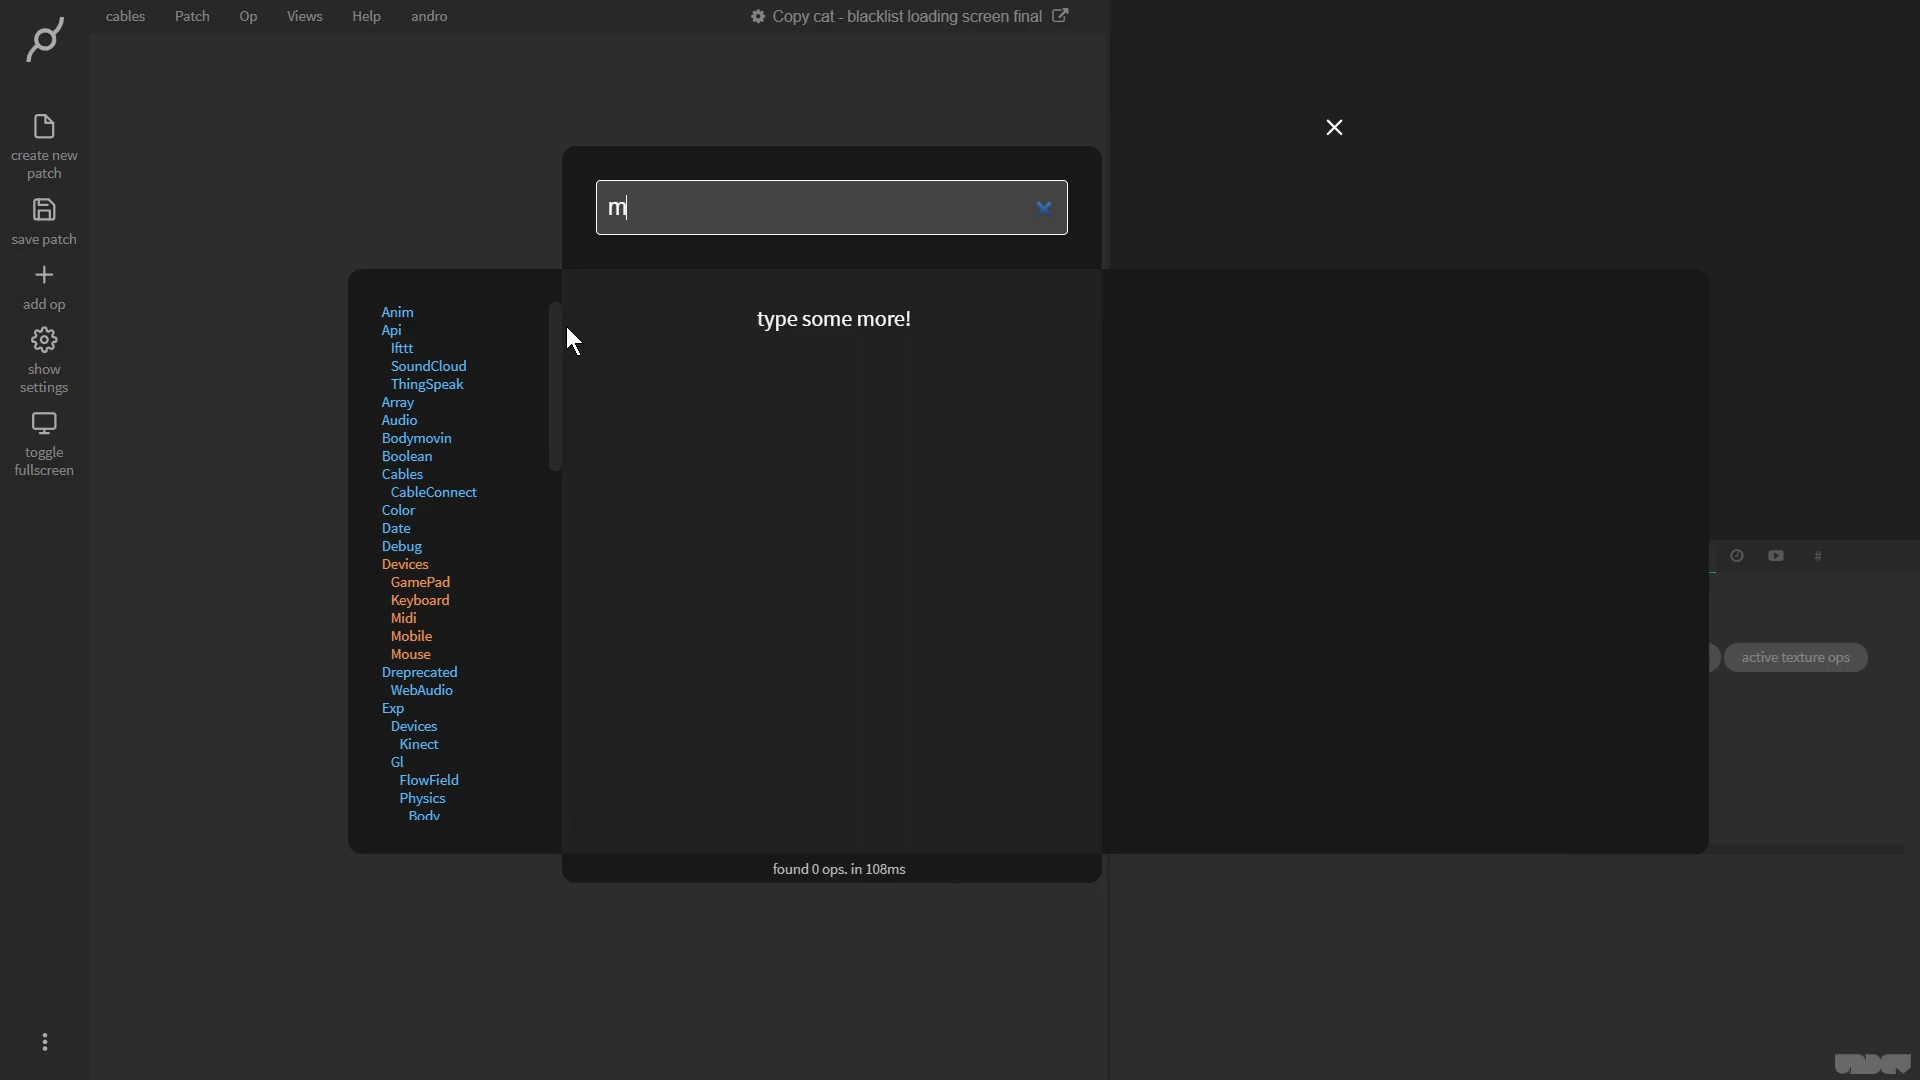 cables Patch Op Views Help andro
Copy cat - blacklist loading screen final
create new
patch
save patch
add op
show
settings
toggle
fullscreen
m
type some more!
Anim
Api
Ifttt
SoundCloud
ThingSpeak
Array
Audio
Bodymovin
Boolean
Cables
CableConnect
Color
Date
Debug
Devices
GamePad
Keyboard
Midi
Mobile
Mouse
Dreprecated
WebAudio
Exp
Devices
Kinect
Gl
FlowField
Physics
Body
found 0 ops. in 108ms
#
active texture ops